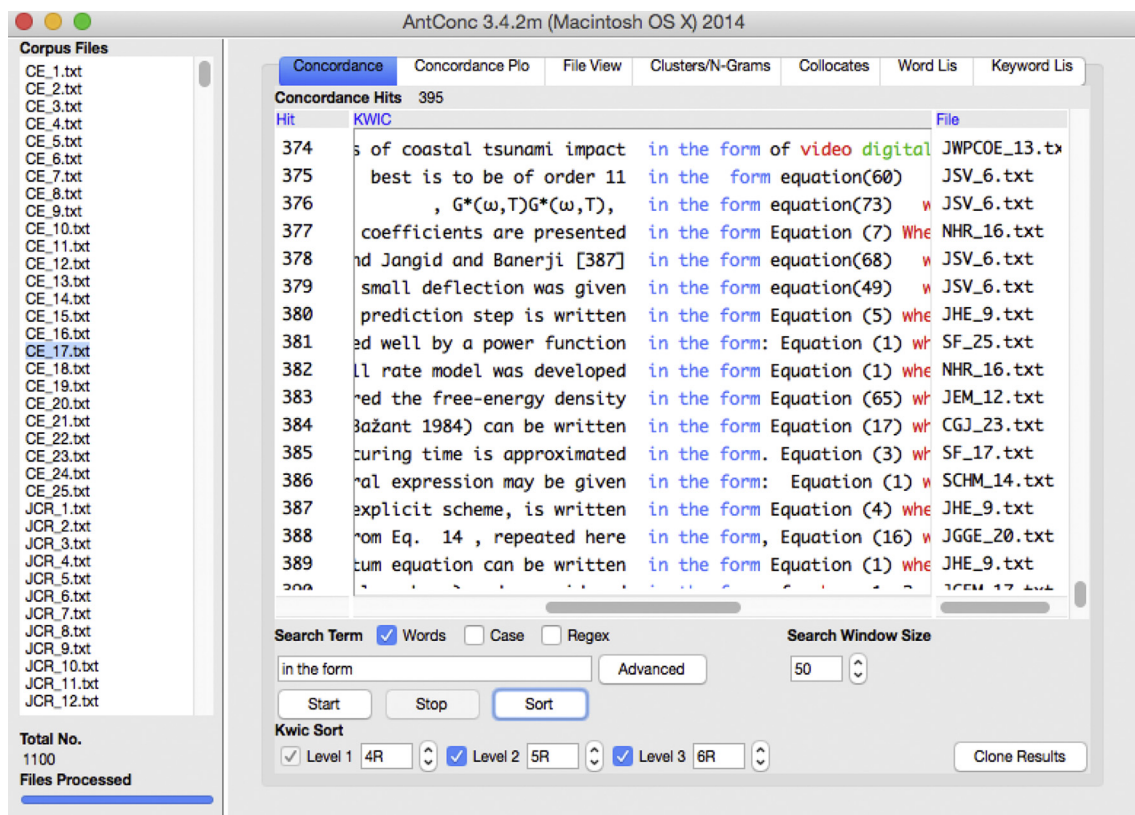 AntConc 3.4.2m (Macintosh OS X) 2014
Corpus Files
CE_1.txt
CE_2.txt
CE_3.txt
CE_4.txt
CE_5.txt
CE_6.txt
CE_7.txt
CE_8.txt
CE_9.txt
CE_10.txt
CE_11.txt
CE_12.txt
CE_13.txt
CE_14.txt
CE_15.txt
CE_16.txt
CE_17.txt
CE_18.txt
CE_19.txt
CE_20.txt
CE_21.txt
CE_22.txt
CE_23.txt
CE_24.txt
CE_25.txt
JCR_1.txt
JCR_2.txt
JCR_3.txt
JCR_4.txt
JCR_5.txt
JCR_6.txt
JCR_7.txt
JCR_8.txt
JCR_9.txt
JCR_10.txt
JCR_11.txt
JCR_12.txt
Total No.
1100
Files Processed
Concordance Concordance Plo File View Clusters/N-Grams Collocates Word Lis Keyword Lis
Concordance Hits 395
Hit KWIC File
374 s of coastal tsunami impact in the form of video digital JWPCOE_13.tx
375 best is to be of order 11 in the form equation(60) JSV_6.txt
376 , G*(ω,T)G*(ω,T), in the form equation(73) w JSV_6.txt
377 coefficients are presented in the form Equation (7) Whe NHR_16.txt
378 nd Jangid and Banerji [387] in the form equation(68) w JSV_6.txt
379 small deflection was given in the form equation(49) w JSV_6.txt
380 prediction step is written in the form Equation (5) whe JHE_9.txt
381 ed well by a power function in the form: Equation (1) wh SF_25.txt
382 ll rate model was developed in the form Equation (1) whe NHR_16.txt
383 red the free-energy density in the form Equation (65) wh JEM_12.txt
384 Bažant 1984) can be written in the form Equation (17) wh CGJ_23.txt
385 curing time is approximated in the form. Equation (3) wh SF_17.txt
386 ral expression may be given in the form: Equation (1) w SCHM_14.txt
387 explicit scheme, is written in the form Equation (4) whe JHE_9.txt
388 rom Eq. 14 , repeated here in the form, Equation (16) w JGGE_20.txt
389 tum equation can be written in the form Equation (1) whe JHE_9.txt
Search Term Words Case Regex Search Window Size
in the form Advanced 50
Start Stop Sort
Kwic Sort
Level 1 4R Level 2 5R Level 3 6R Clone Results